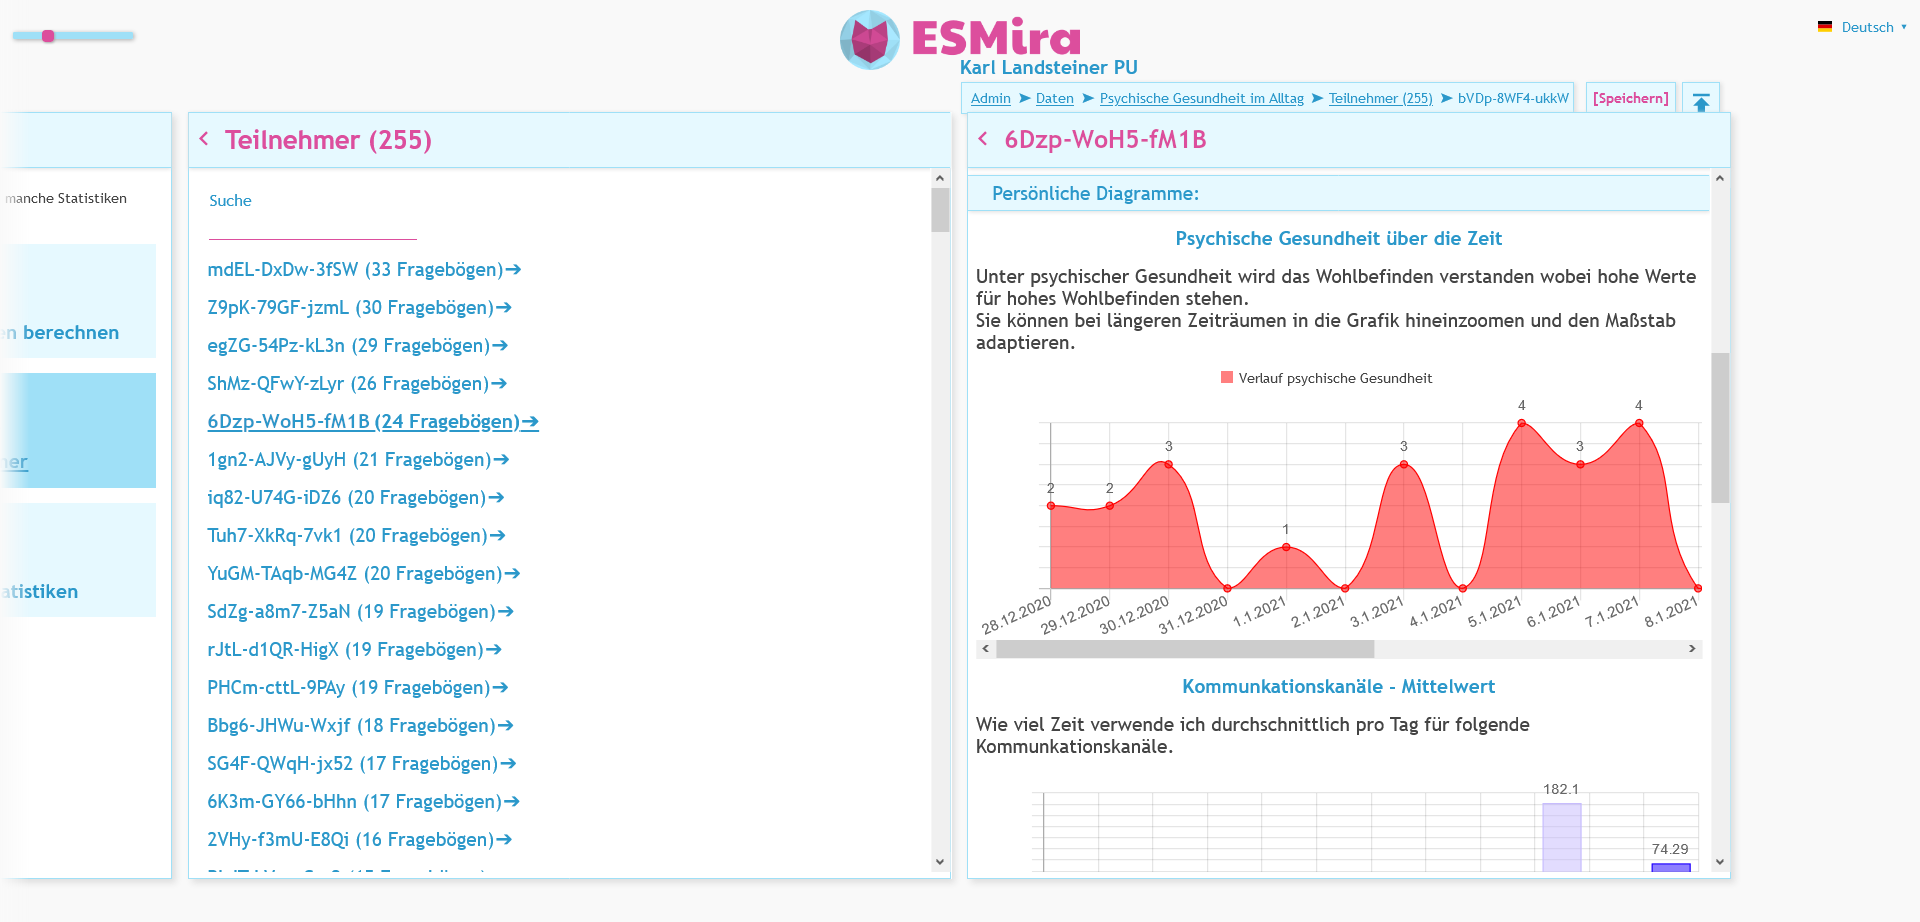 ESMira
Deutsch
Karl Landsteiner PU
Admin ➤ Daten ➤ Psychische Gesundheit im Alltag ➤ Teilnehmer (255) ➤ bVDp-8WF4-ukkW
[Speichern]
manche Statistiken
berechnen
Teilnehmer (255)
Suche
mdEL-DxDw-3fSW (33 Fragebögen)➔
Z9pK-79GF-jzmL (30 Fragebögen)➔
egZG-54Pz-kL3n (29 Fragebögen)➔
ShMz-QFwY-zLyr (26 Fragebögen)➔
6Dzp-WoH5-fM1B (24 Fragebögen)➔
1gn2-AJVy-gUyH (21 Fragebögen)➔
iq82-U74G-iDZ6 (20 Fragebögen)➔
Tuh7-XkRq-7vk1 (20 Fragebögen)➔
YuGM-TAqb-MG4Z (20 Fragebögen)➔
SdZg-a8m7-Z5aN (19 Fragebögen)➔
rJtL-d1QR-HigX (19 Fragebögen)➔
PHCm-cttL-9PAy (19 Fragebögen)➔
Bbg6-JHWu-Wxjf (18 Fragebögen)➔
SG4F-QWqH-jx52 (17 Fragebögen)➔
6K3m-GY66-bHhn (17 Fragebögen)➔
2VHy-f3mU-E8Qi (16 Fragebögen)➔
6Dzp-WoH5-fM1B
Persönliche Diagramme:
Psychische Gesundheit über die Zeit
Unter psychischer Gesundheit wird das Wohlbefinden verstanden wobei hohe Werte
für hohes Wohlbefinden stehen.
Sie können bei längeren Zeiträumen in die Grafik hineinzoomen und den Maßstab
adaptieren.
Verlauf psychische Gesundheit
2 2 3 1 3 4 3 4
28.12.2020 29.12.2020 30.12.2020 31.12.2020 1.1.2021 2.1.2021 3.1.2021 4.1.2021 5.1.2021 6.1.2021 7.1.2021 8.1.2021
Kommunkationskanäle - Mittelwert
Wie viel Zeit verwende ich durchschnittlich pro Tag für folgende
Kommunkationskanäle.
182.1
74.29